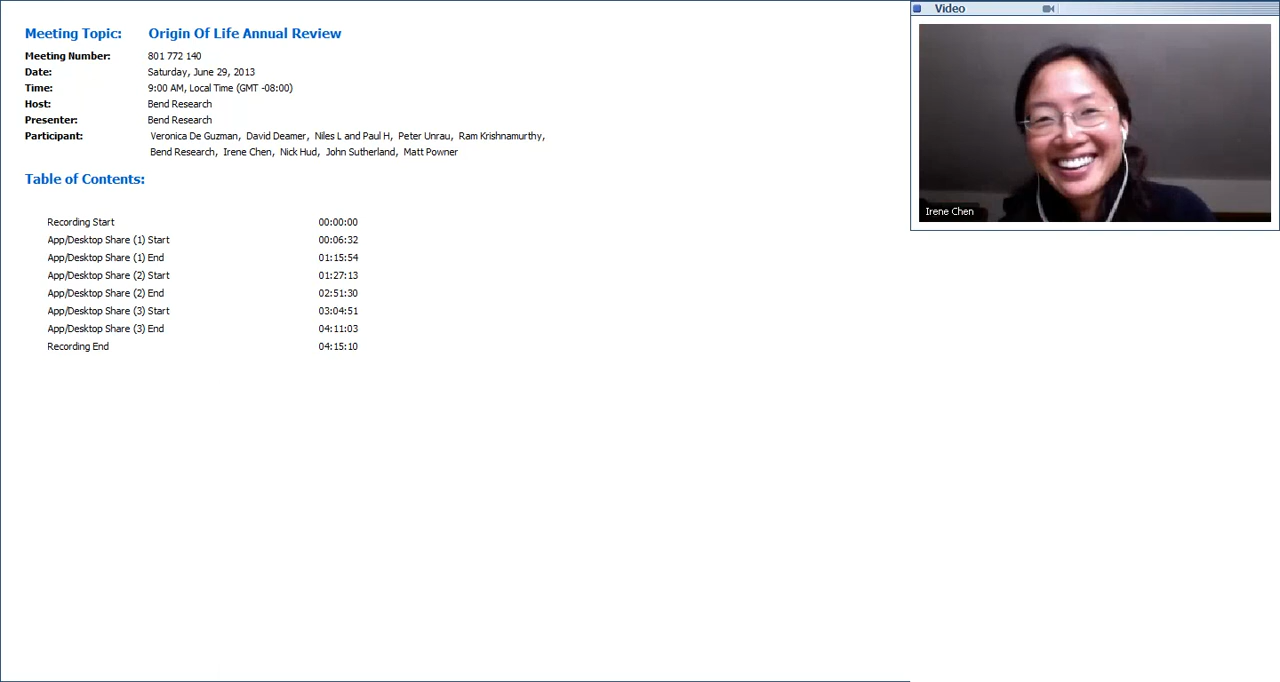 Meeting Topic: Origin Of Life Annual Review
Meeting Number: 801 772 140
Date: Saturday, June 29, 2013
Time: 9:00 AM, Local Time (GMT -08:00)
Host: Bend Research
Presenter: Bend Research
Participant: Veronica De Guzman, David Deamer, Niles L and Paul H, Peter Unrau, Ram Krishnamurthy,
Bend Research, Irene Chen, Nick Hud, John Sutherland, Matt Powner
Table of Contents:
Recording Start 00:00:00
App/Desktop Share (1) Start 00:06:32
App/Desktop Share (1) End 01:15:54
App/Desktop Share (2) Start 01:27:13
App/Desktop Share (2) End 02:51:30
App/Desktop Share (3) Start 03:04:51
App/Desktop Share (3) End 04:11:03
Recording End 04:15:10
Video
Irene Chen